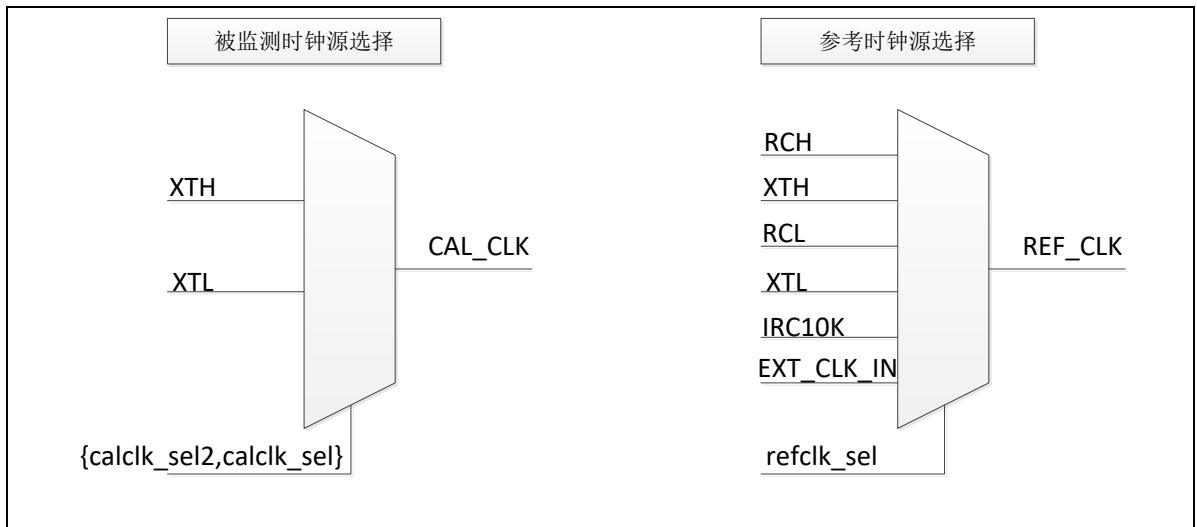 被监测时钟源选择
XTH
XTL
CAL_CLK
{calclk_sel2,calclk_sel}
参考时钟源选择
RCH
XTH
RCL
XTL
IRC10K
EXT_CLK_IN
REF_CLK
refclk_sel